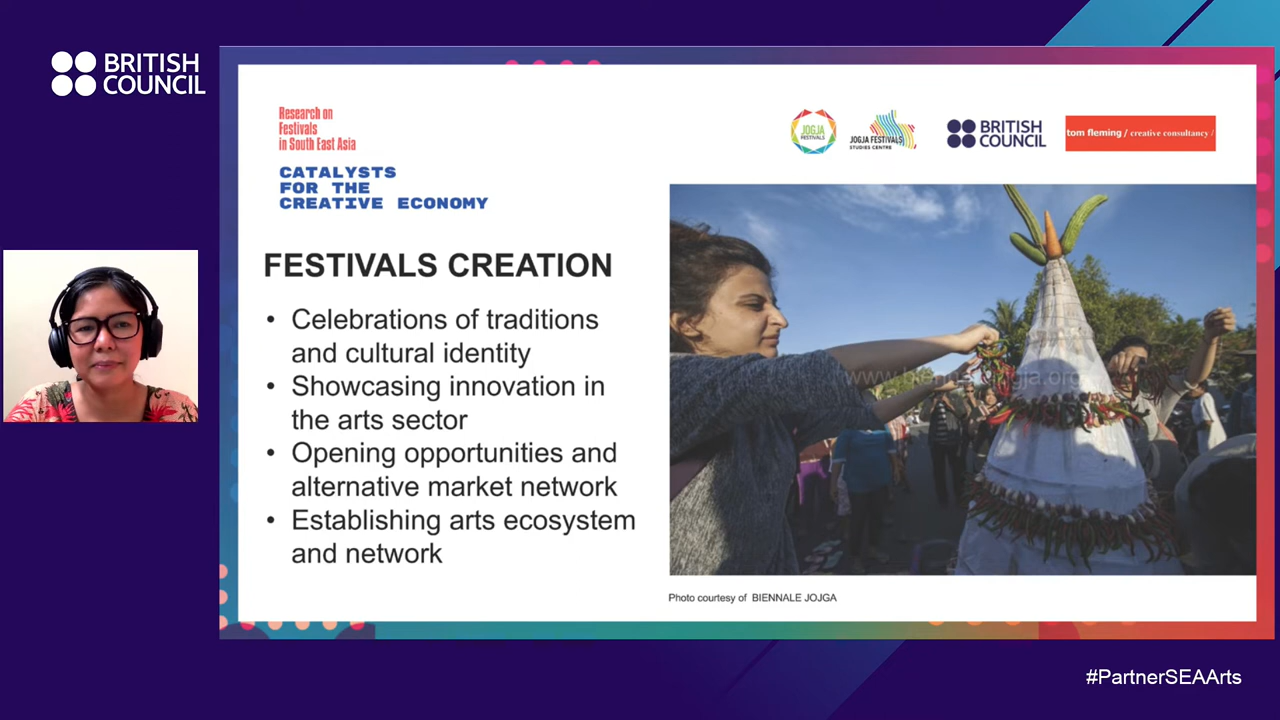 BRITISH
COUNCIL
Research on
Festivals
in South East Asia
CATALYSTS
FOR THE
CREATIVE ECONOMY
JOGJA
FESTIVALS
JOGJA FESTIVALS
STUDIES CENTRE
BRITISH
COUNCIL
tom fleming / creative consultancy /
FESTIVALS CREATION
• Celebrations of traditions
and cultural identity
• Showcasing innovation in
the arts sector
• Opening opportunities and
alternative market network
• Establishing arts ecosystem
and network
www.biennalejogja.org
Photo courtesy of BIENNALE JOJGA
#PartnerSEAArts